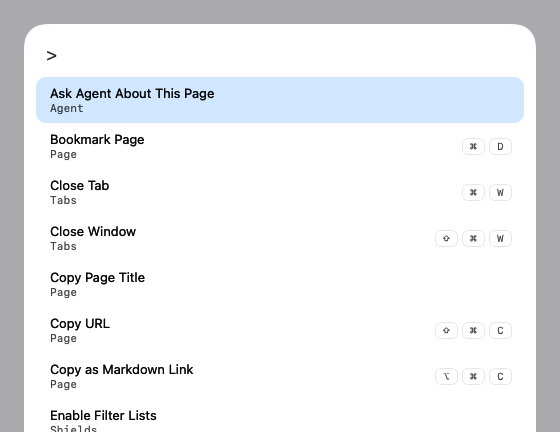 >
Ask Agent About This Page
Agent
Bookmark Page
Page
⌘ D
Close Tab
Tabs
⌘ W
Close Window
Tabs
⇧ ⌘ W
Copy Page Title
Page
Copy URL
Page
⇧ ⌘ C
Copy as Markdown Link
Page
⌥ ⌘ C
Enable Filter Lists
Shields